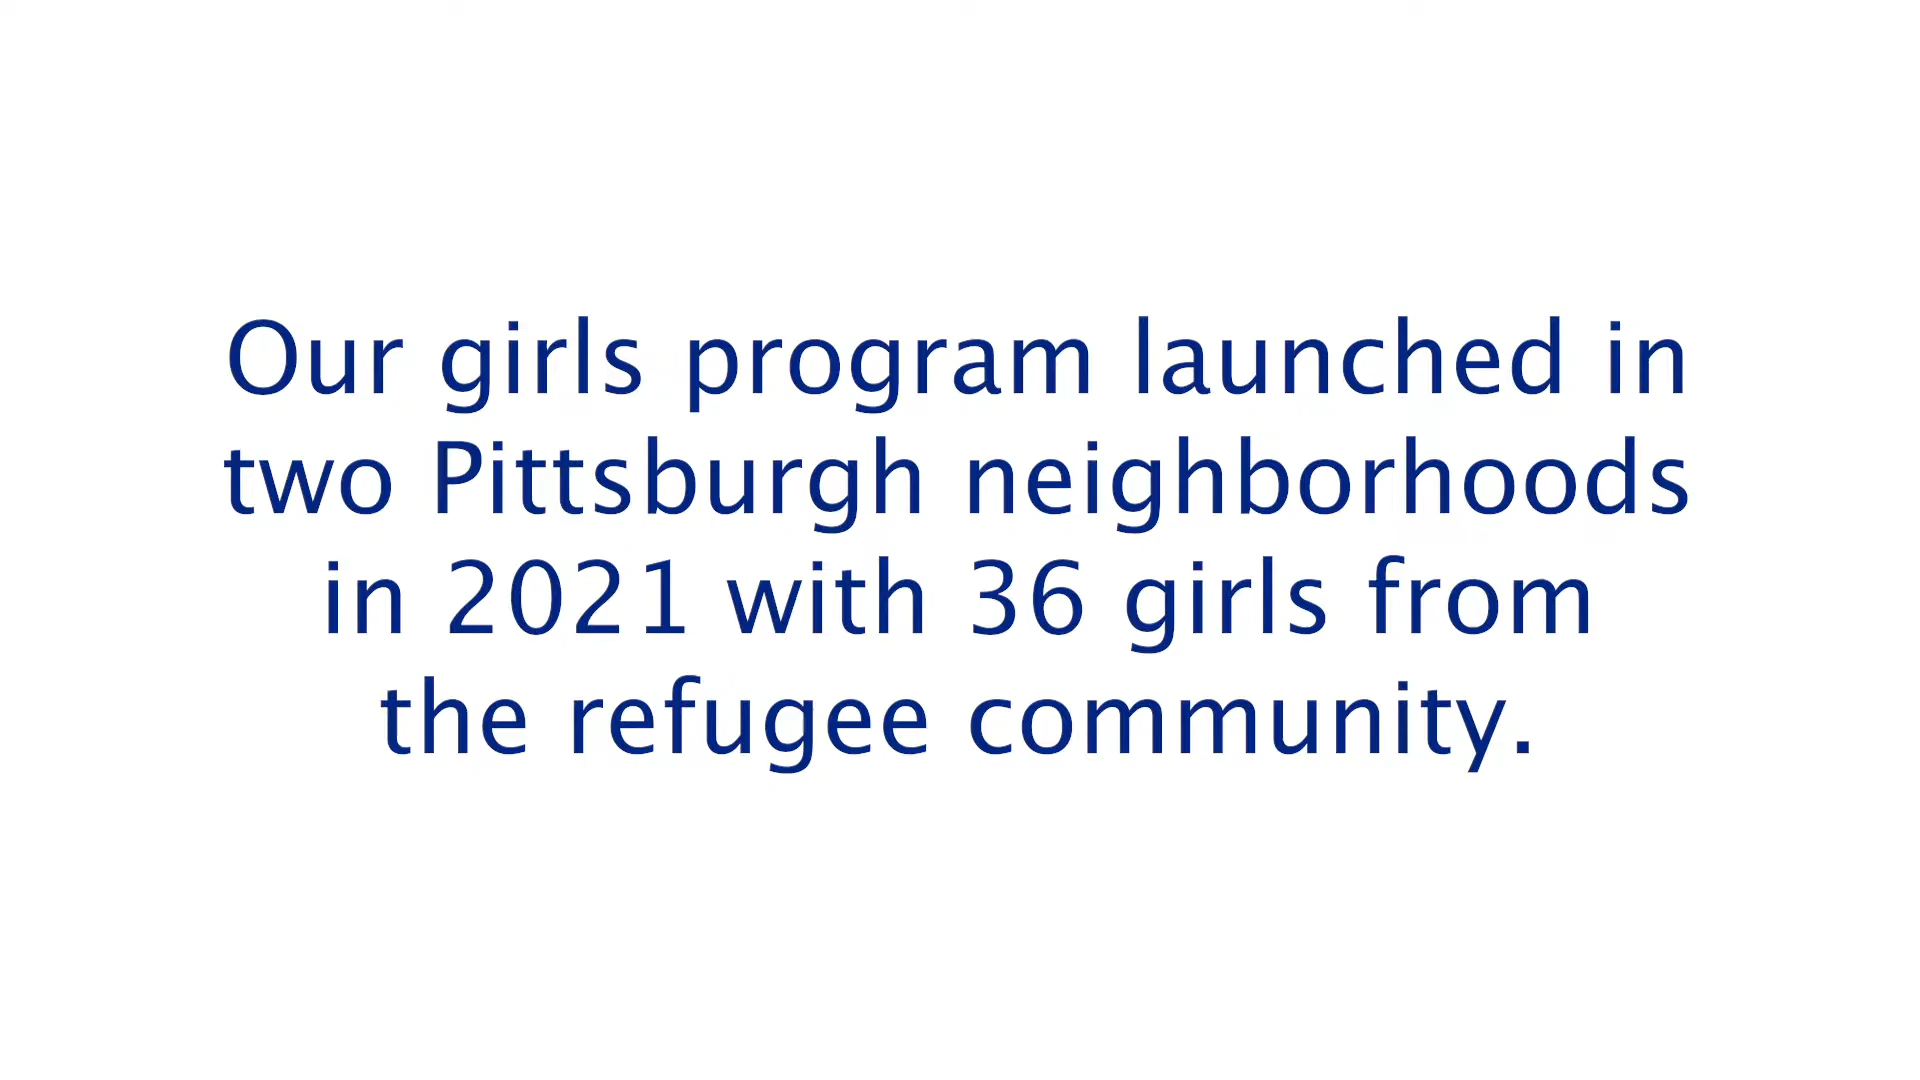 Our girls program launched in
two Pittsburgh neighborhoods
in 2021 with 36 girls from
the refugee community.